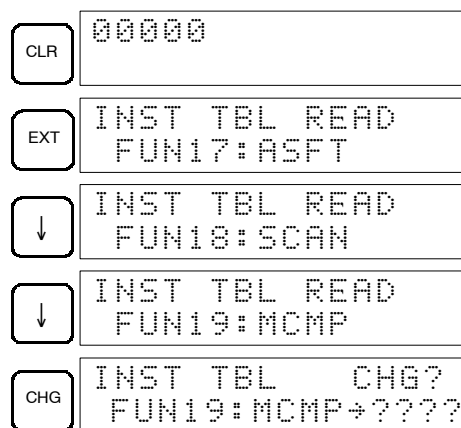 CLR
00000
EXT
INST TBL READ
FUN17:ASFT
↓
INST TBL READ
FUN18:SCAN
↓
INST TBL READ
FUN19:MCMP
CHG
INST TBL CHG?
FUN19:MCMP→????